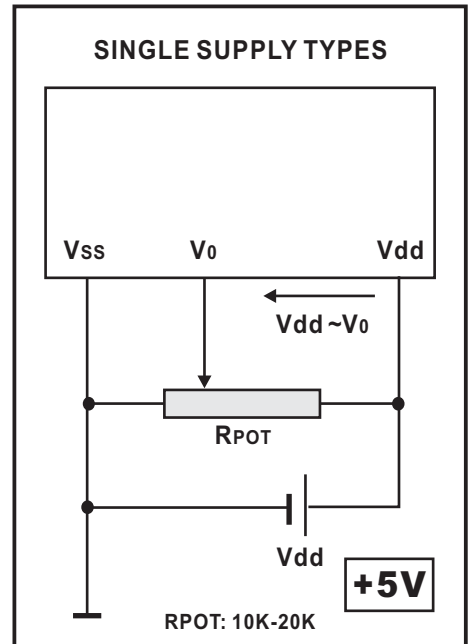 SINGLE SUPPLY TYPES
Vss V0 Vdd
Vdd ~V0
RPOT
Vdd
+5V
RPOT: 10K-20K